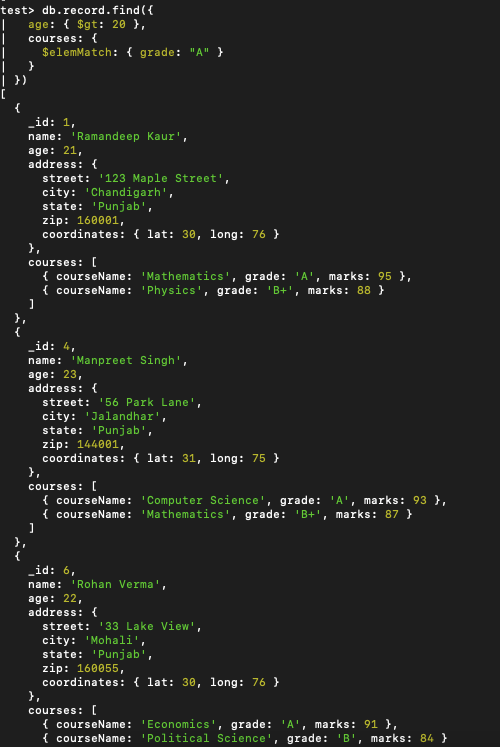 test> db.record.find({
|   age: { $gt: 20 },
|   courses: {
|     $elemMatch: { grade: "A" }
|   }
| })
[
  {
    _id: 1,
    name: 'Ramandeep Kaur',
    age: 21,
    address: {
      street: '123 Maple Street',
      city: 'Chandigarh',
      state: 'Punjab',
      zip: 160001,
      coordinates: { lat: 30, long: 76 }
    },
    courses: [
      { courseName: 'Mathematics', grade: 'A', marks: 95 },
      { courseName: 'Physics', grade: 'B+', marks: 88 }
    ]
  },
  {
    _id: 4,
    name: 'Manpreet Singh',
    age: 23,
    address: {
      street: '56 Park Lane',
      city: 'Jalandhar',
      state: 'Punjab',
      zip: 144001,
      coordinates: { lat: 31, long: 75 }
    },
    courses: [
      { courseName: 'Computer Science', grade: 'A', marks: 93 },
      { courseName: 'Mathematics', grade: 'B+', marks: 87 }
    ]
  },
  {
    _id: 6,
    name: 'Rohan Verma',
    age: 22,
    address: {
      street: '33 Lake View',
      city: 'Mohali',
      state: 'Punjab',
      zip: 160055,
      coordinates: { lat: 30, long: 76 }
    },
    courses: [
      { courseName: 'Economics', grade: 'A', marks: 91 },
      { courseName: 'Political Science', grade: 'B', marks: 84 }